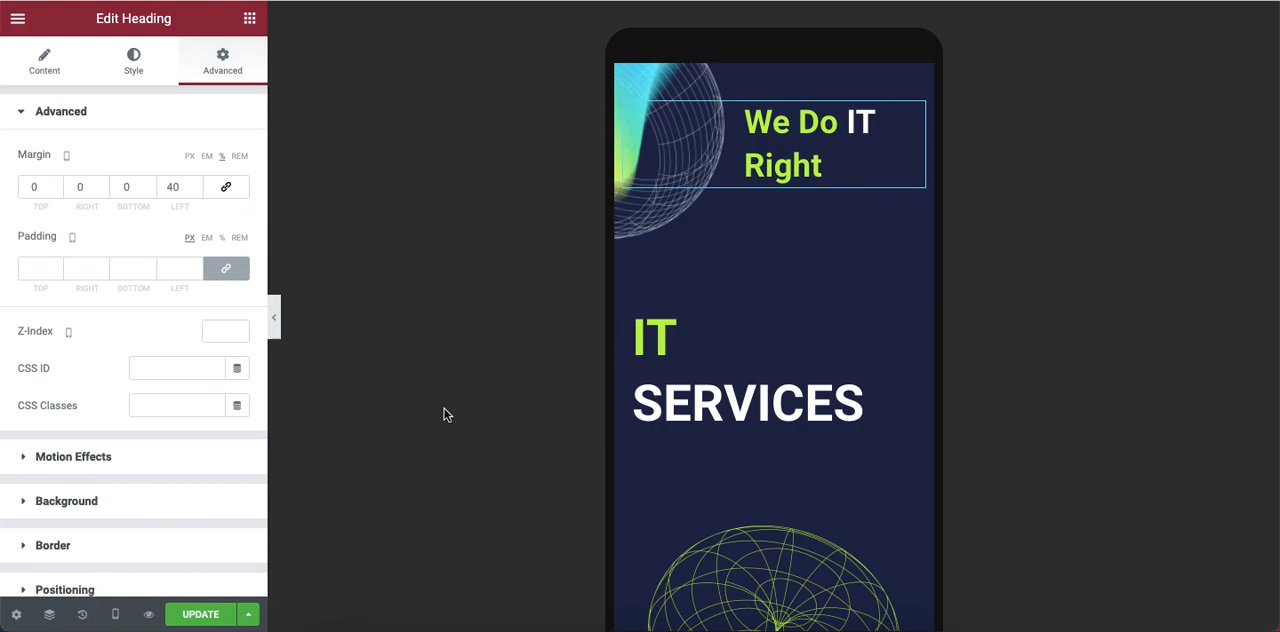 Edit Heading
Content Style Advanced
Advanced
Margin PX EM % REM
0 0 0 40
TOP RIGHT BOTTOM LEFT
Padding PX EM % REM
TOP RIGHT BOTTOM LEFT
Z-Index
CSS ID
CSS Classes
Motion Effects
Background
Border
Positioning
UPDATE
We Do IT
Right
IT
SERVICES